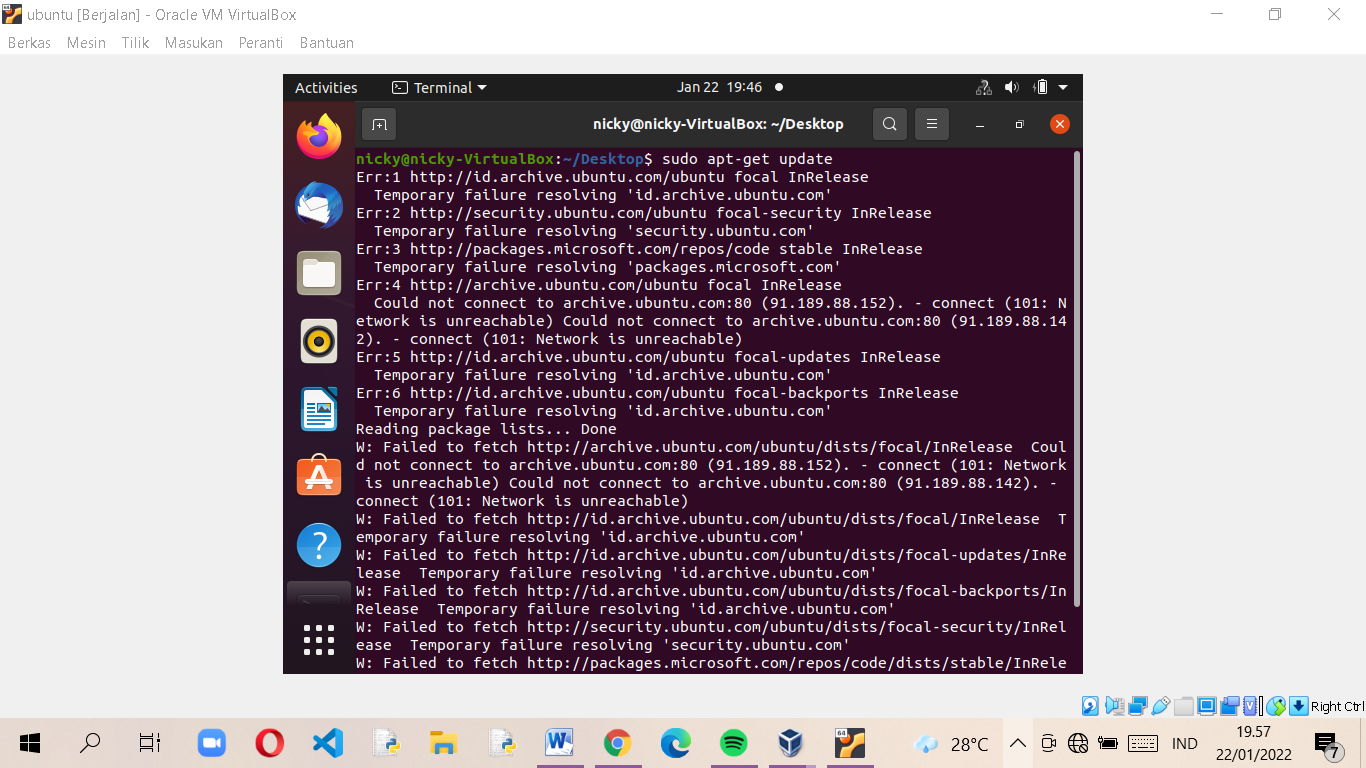 ubuntu [Berjalan] - Oracle VM VirtualBox
Berkas Mesin Tilik Masukan Peranti Bantuan
Activities Terminal Jan 22 19:46
nicky@nicky-VirtualBox: ~/Desktop
nicky@nicky-VirtualBox:~/Desktop$ sudo apt-get update
Err:1 http://id.archive.ubuntu.com/ubuntu focal InRelease
  Temporary failure resolving 'id.archive.ubuntu.com'
Err:2 http://security.ubuntu.com/ubuntu focal-security InRelease
  Temporary failure resolving 'security.ubuntu.com'
Err:3 http://packages.microsoft.com/repos/code stable InRelease
  Temporary failure resolving 'packages.microsoft.com'
Err:4 http://archive.ubuntu.com/ubuntu focal InRelease
  Could not connect to archive.ubuntu.com:80 (91.189.88.152). - connect (101: N
etwork is unreachable) Could not connect to archive.ubuntu.com:80 (91.189.88.14
2). - connect (101: Network is unreachable)
Err:5 http://id.archive.ubuntu.com/ubuntu focal-updates InRelease
  Temporary failure resolving 'id.archive.ubuntu.com'
Err:6 http://id.archive.ubuntu.com/ubuntu focal-backports InRelease
  Temporary failure resolving 'id.archive.ubuntu.com'
Reading package lists... Done
W: Failed to fetch http://archive.ubuntu.com/ubuntu/dists/focal/InRelease  Coul
d not connect to archive.ubuntu.com:80 (91.189.88.152). - connect (101: Network
 is unreachable) Could not connect to archive.ubuntu.com:80 (91.189.88.142). -
connect (101: Network is unreachable)
W: Failed to fetch http://id.archive.ubuntu.com/ubuntu/dists/focal/InRelease  T
emporary failure resolving 'id.archive.ubuntu.com'
W: Failed to fetch http://id.archive.ubuntu.com/ubuntu/dists/focal-updates/InRe
lease  Temporary failure resolving 'id.archive.ubuntu.com'
W: Failed to fetch http://id.archive.ubuntu.com/ubuntu/dists/focal-backports/In
Release  Temporary failure resolving 'id.archive.ubuntu.com'
W: Failed to fetch http://security.ubuntu.com/ubuntu/dists/focal-security/InRel
ease  Temporary failure resolving 'security.ubuntu.com'
W: Failed to fetch http://packages.microsoft.com/repos/code/dists/stable/InRele
Right Ctrl
28°C IND 19.57
22/01/2022 7